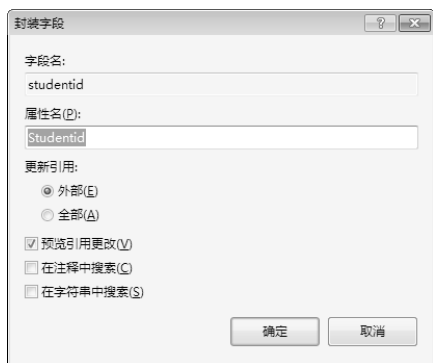 封装字段
字段名:
studentid
属性名(P):
Studentid
更新引用:
外部(E)
全部(A)
预览引用更改(V)
在注释中搜索(C)
在字符串中搜索(S)
确定 取消